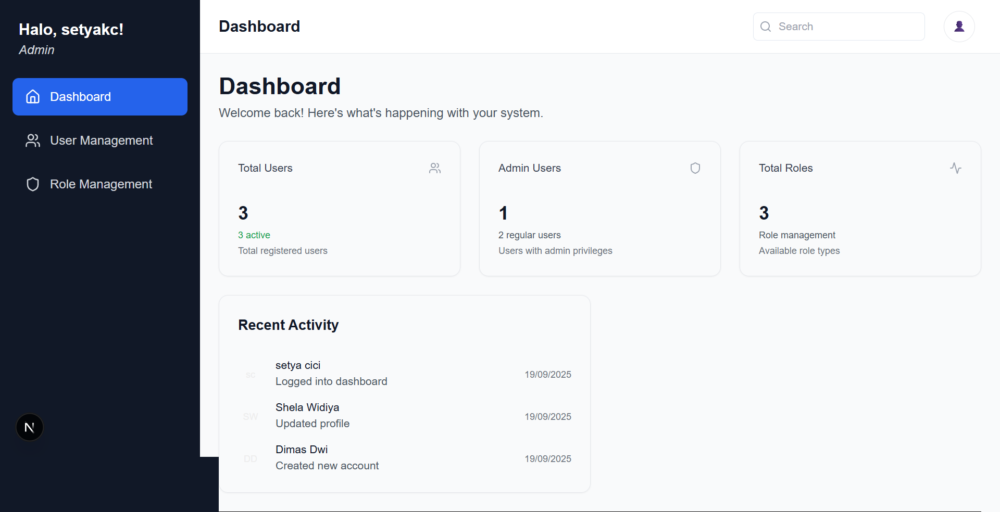 Halo, setyakc!
Admin
Dashboard
User Management
Role Management
N
Dashboard
Search
Dashboard
Welcome back! Here's what's happening with your system.
Total Users
3
3 active
Total registered users
Admin Users
1
2 regular users
Users with admin privileges
Total Roles
3
Role management
Available role types
Recent Activity
sc
setya cici
Logged into dashboard
19/09/2025
SW
Shela Widiya
Updated profile
19/09/2025
DD
Dimas Dwi
Created new account
19/09/2025